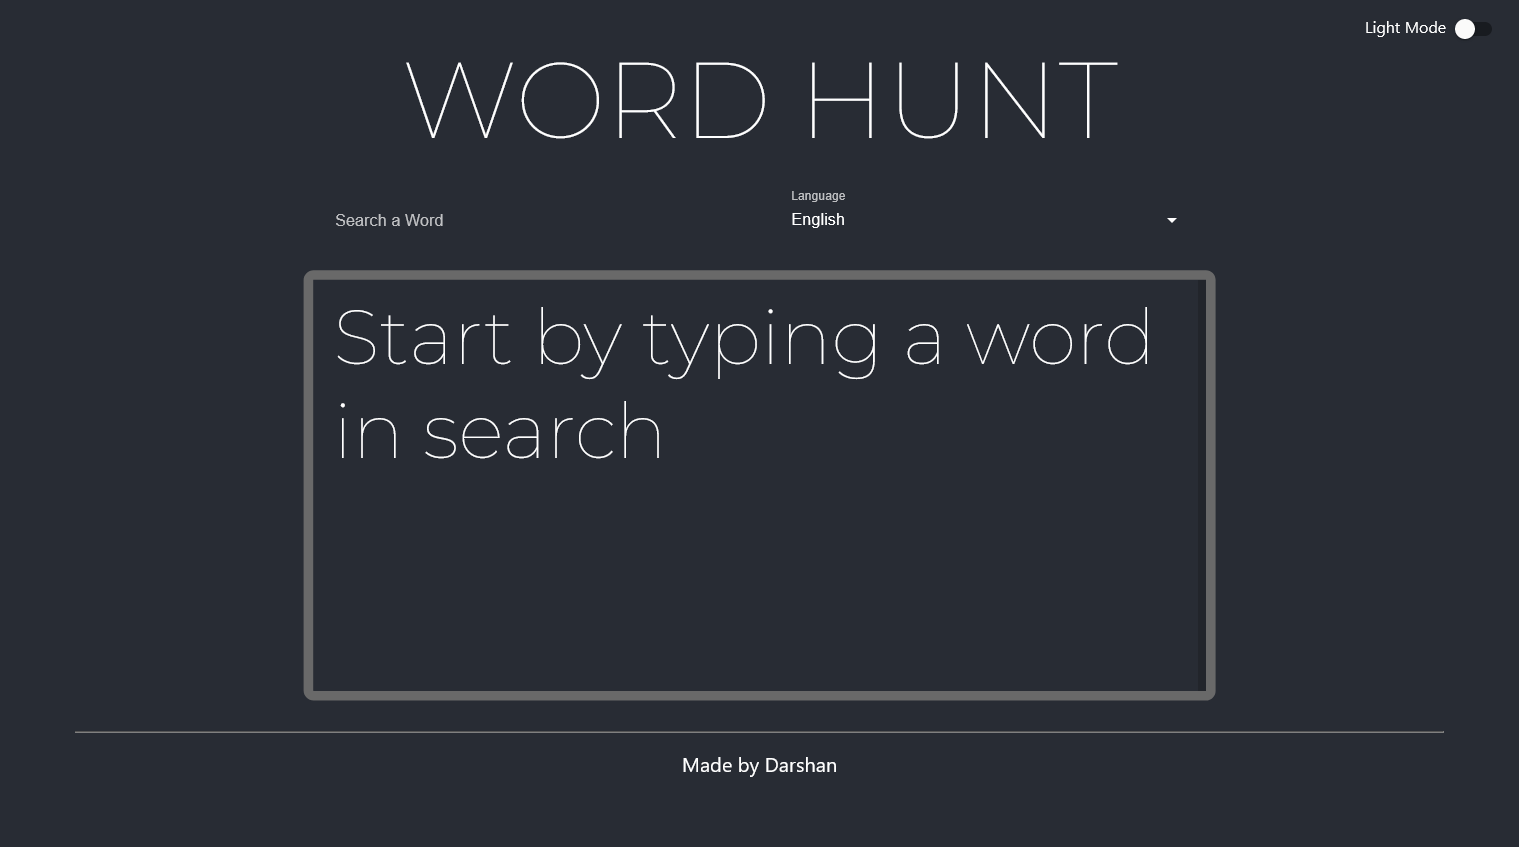 Light Mode
WORD HUNT
Language
Search a Word
English
Start by typing a word
in search
Made by Darshan